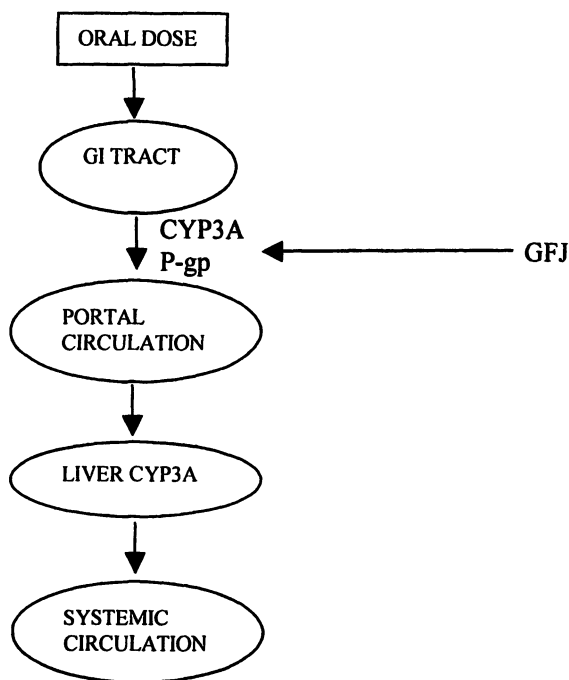 ORAL DOSE
GI TRACT
CYP3A
P-gp
GFJ
PORTAL
CIRCULATION
LIVER CYP3A
SYSTEMIC
CIRCULATION